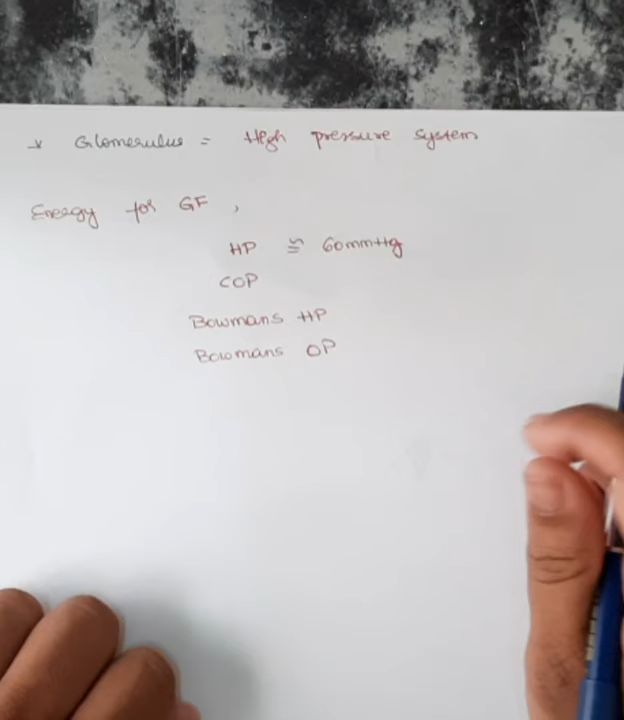 * Glomerulus = High pressure system
Energy for GF ,
HP ≅ 60mmHg
COP
Bowmans HP
Bowmans OP